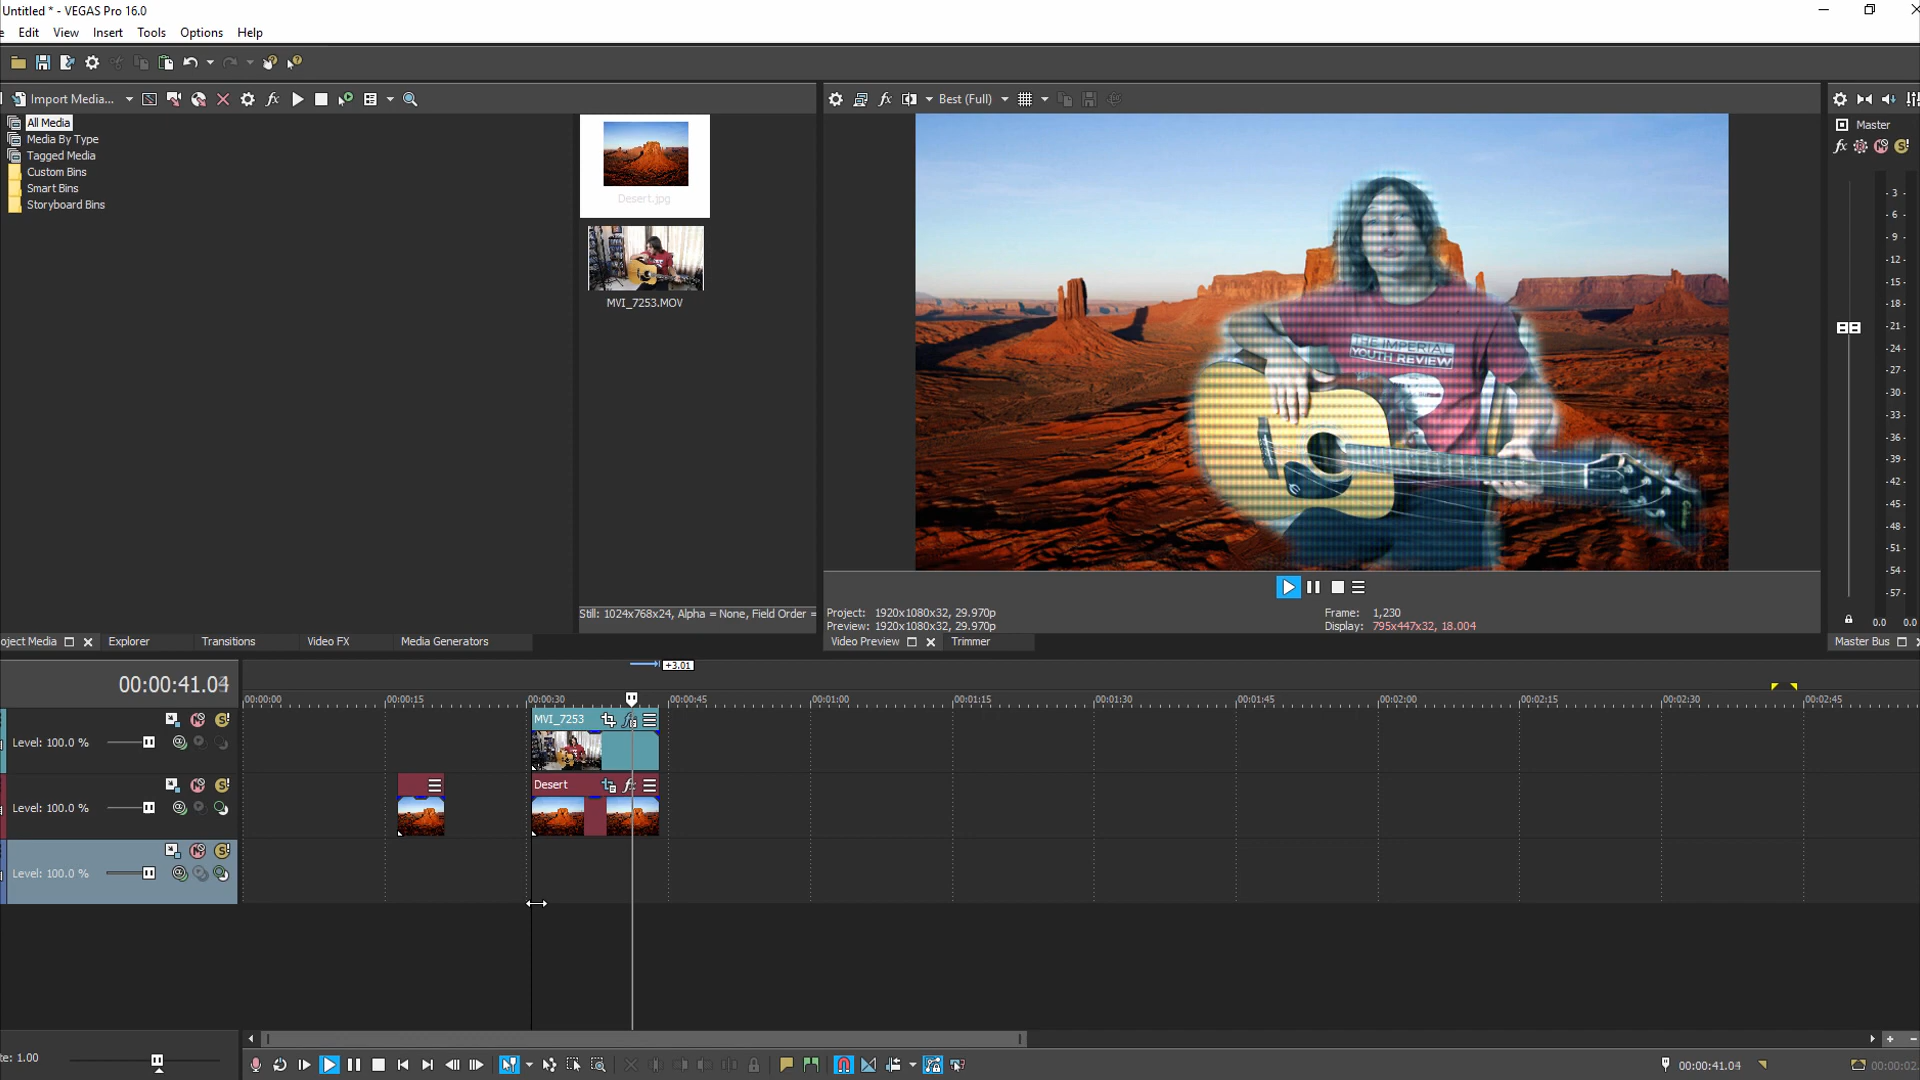 Untitled * - VEGAS Pro 16.0
e Edit View Insert Tools Options Help
Import Media...
Best (Full)
All Media
Media By Type
Tagged Media
Custom Bins
Smart Bins
Storyboard Bins
Desert.jpg
MVI_7253.MOV
THE IMPERIAL
YOUTH REVIEW
Master
- 3 -
- 6 -
- 9 -
-12 -
-15 -
-18 -
-21 -
-24 -
-27 -
-30 -
-33 -
-36 -
-39 -
-42 -
-45 -
-48 -
-51 -
-54 -
-57 -
0.0 0.0
Still: 1024x768x24, Alpha = None, Field Order =
Project: 1920x1080x32, 29.970p
Preview: 1920x1080x32, 29.970p
Frame: 1,230
Display: 795x447x32, 18.004
oject Media Explorer Transitions Video FX Media Generators
Video Preview Trimmer
Master Bus
+3.01
00:00:41.04
00:00:00 00:00:15 00:00:30 00:00:45 00:01:00 00:01:15 00:01:30 00:01:45 00:02:00 00:02:15 00:02:30 00:02:45
MVI_7253
Level: 100.0 %
Desert
Level: 100.0 %
Level: 100.0 %
te: 1.00
00:00:41.04
00:00:02.